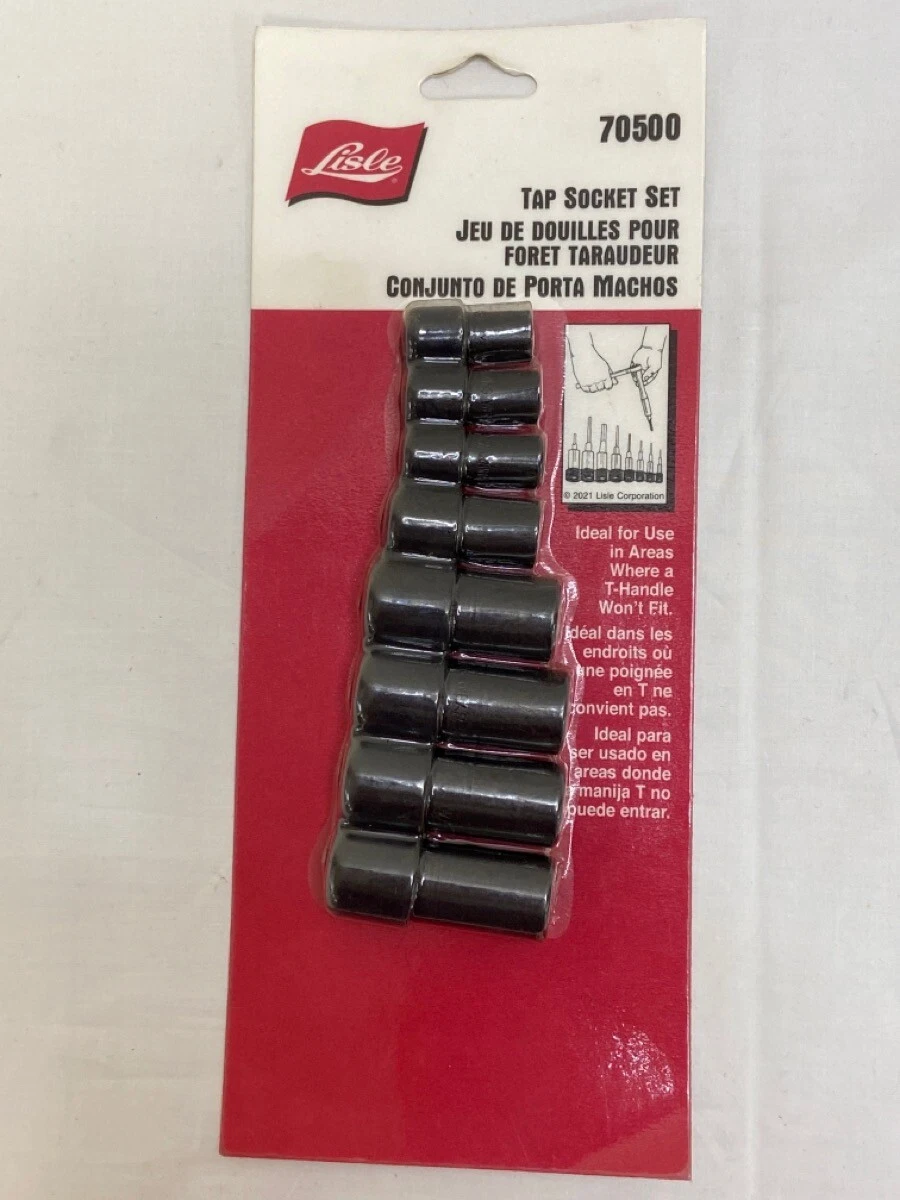 Lisle
70500
TAP SOCKET SET
JEU DE DOUILLES POUR
FORET TARAUDEUR
CONJUNTO DE PORTA MACHOS
© 2021 Lisle Corporation
Ideal for Use
in Areas
Where a
T-Handle
Won't Fit.
déal dans les
endroits où
une poignée
en T ne
convient pas.
Ideal para
ser usado en
areas donde
manija T no
puede entrar.